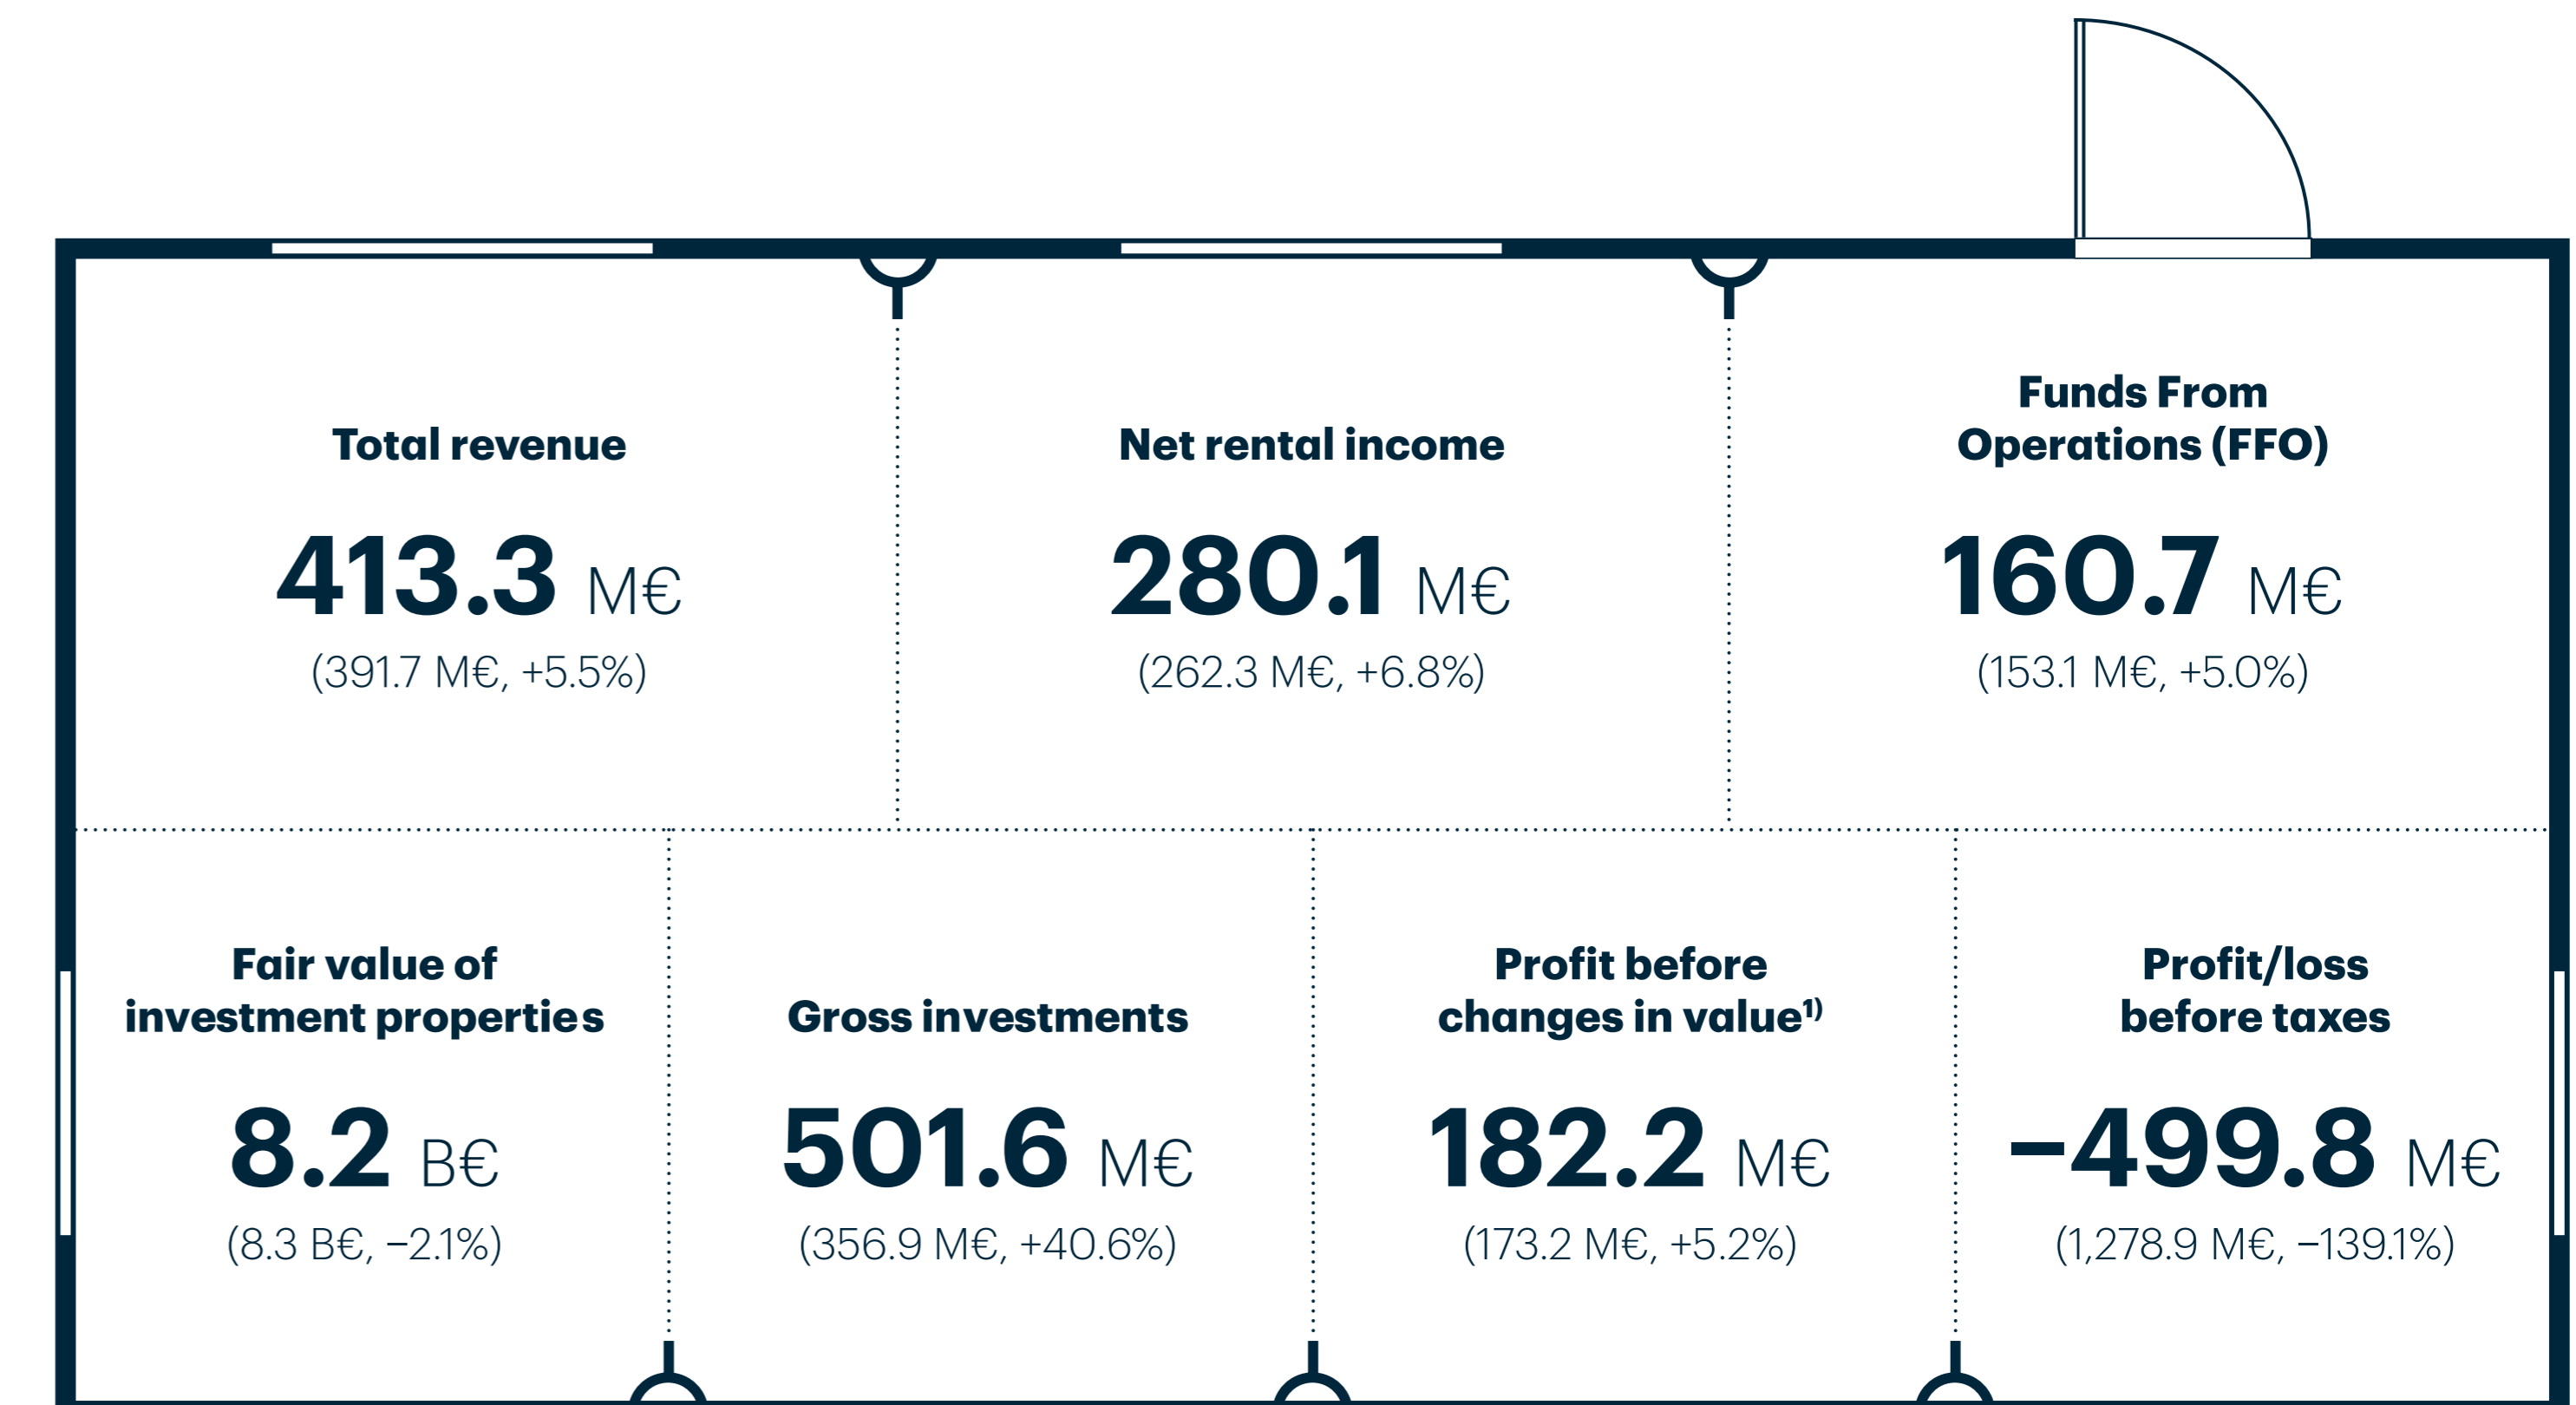 Total revenue
413.3 M€
(391.7 M€, +5.5%)
Net rental income
280.1 M€
(262.3 M€, +6.8%)
Funds From
Operations (FFO)
160.7 M€
(153.1 M€, +5.0%)
Fair value of
investment properties
8.2 B€
(8.3 B€, −2.1%)
Gross investments
501.6 M€
(356.9 M€, +40.6%)
Profit before
changes in value¹⁾
182.2 M€
(173.2 M€, +5.2%)
Profit/loss
before taxes
−499.8 M€
(1,278.9 M€, −139.1%)